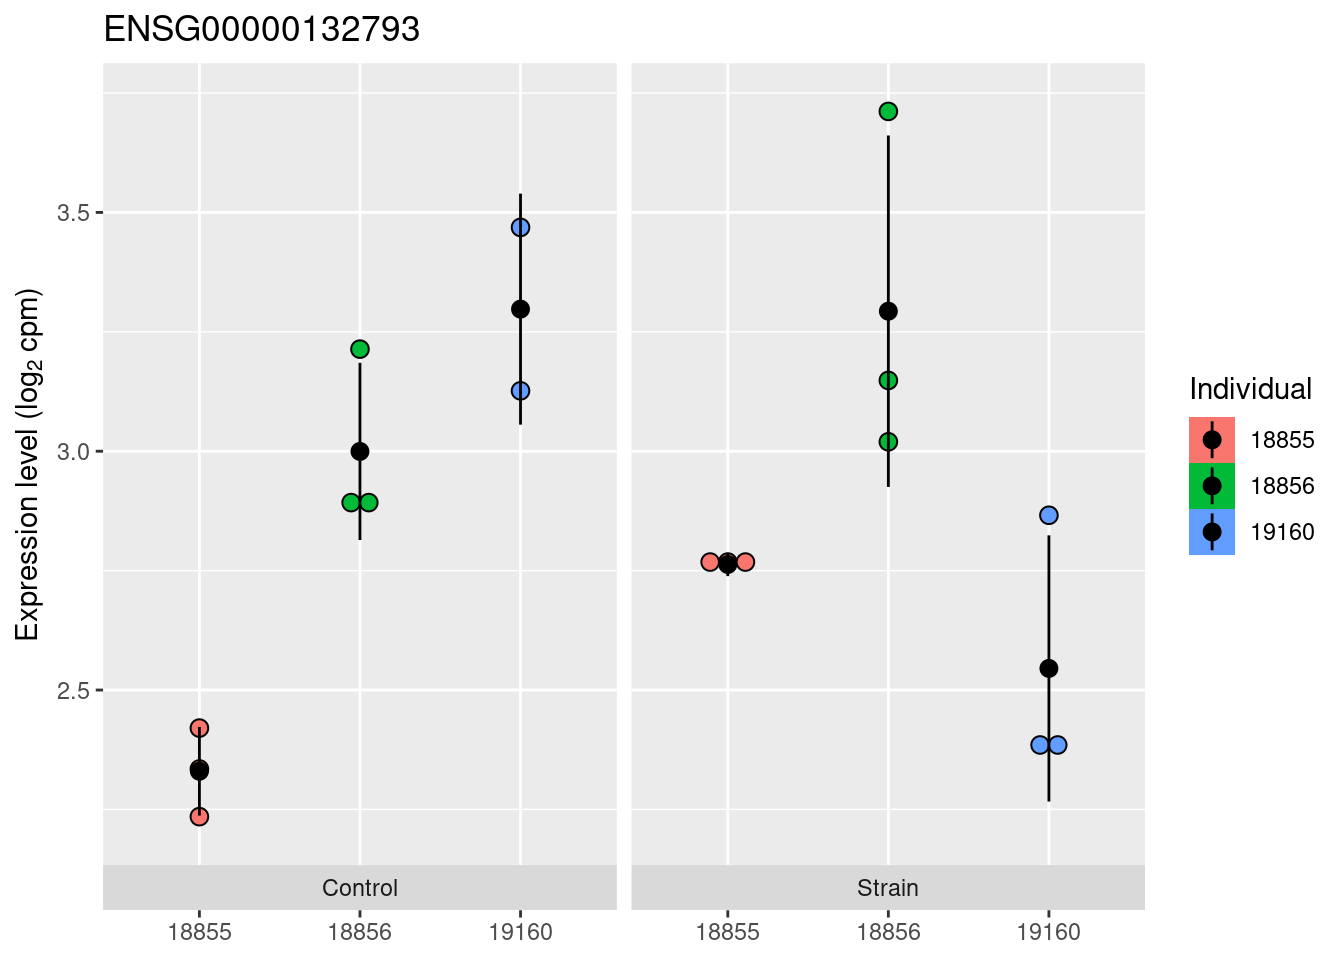 ENSG00000132793
Expression level (log₂ cpm)
3.5
3.0
2.5
Control
Strain
18855
18856
19160
18855
18856
19160
Individual
18855
18856
19160